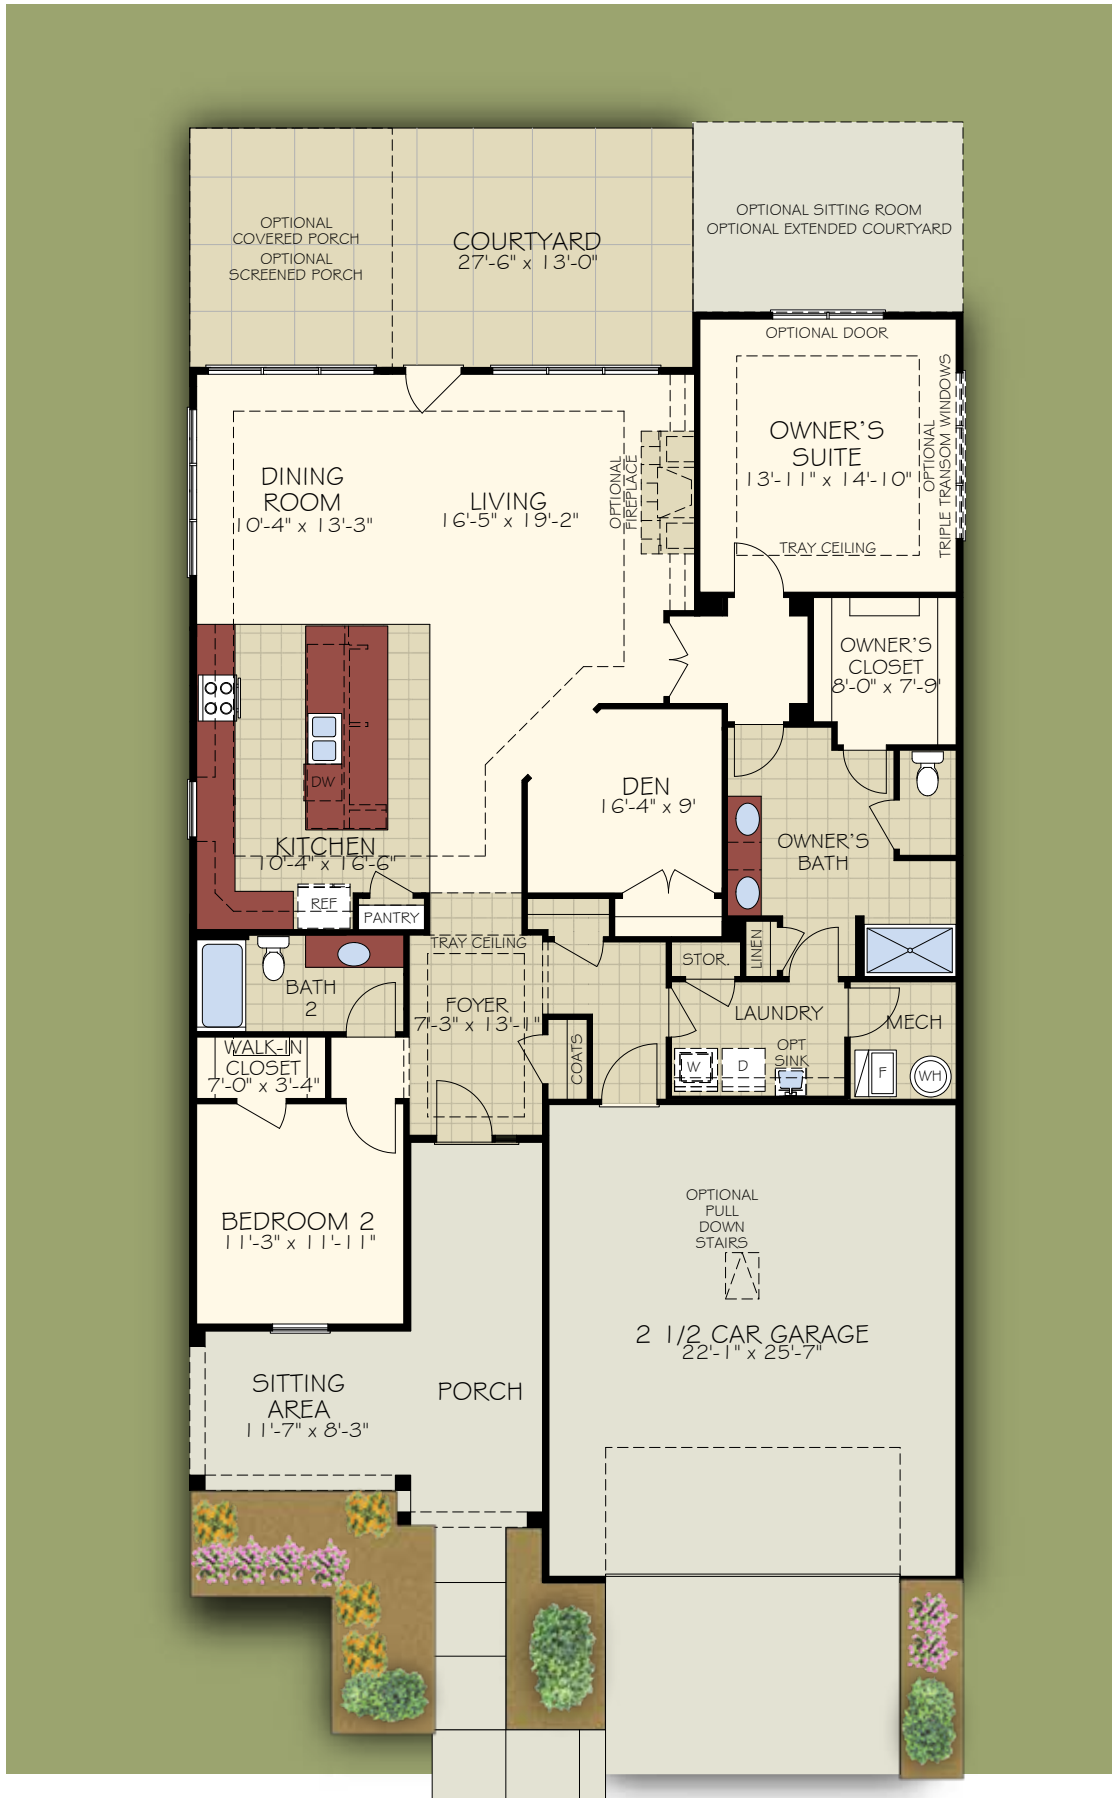 OPTIONAL
COVERED PORCH
OPTIONAL
SCREENED PORCH
COURTYARD
27'-6" x 13'-0"
OPTIONAL SITTING ROOM
OPTIONAL EXTENDED COURTYARD
OPTIONAL DOOR
OWNER'S
SUITE
13'-11" x 14'-10"
TRAY CEILING
OPTIONAL
TRIPLE TRANSOM WINDOWS
DINING
ROOM
10'-4" x 13'-3"
LIVING
16'-5" x 19'-2"
OPTIONAL
FIREPLACE
OWNER'S
CLOSET
8'-0" x 7'-9"
DEN
16'-4" x 9'
OWNER'S
BATH
DW
KITCHEN
10'-4" x 16'-6"
REF
PANTRY
TRAY CEILING
FOYER
7'-3" x 13'-1"
BATH
2
WALK-IN
CLOSET
7'-0" x 3'-4"
COATS
STOR.
LINEN
LAUNDRY
OPT
SINK
W
D
MECH
F
WH
BEDROOM 2
11'-3" x 11'-11"
OPTIONAL
PULL
DOWN
STAIRS
2 1/2 CAR GARAGE
22'-1" x 25'-7"
SITTING
AREA
11'-7" x 8'-3"
PORCH